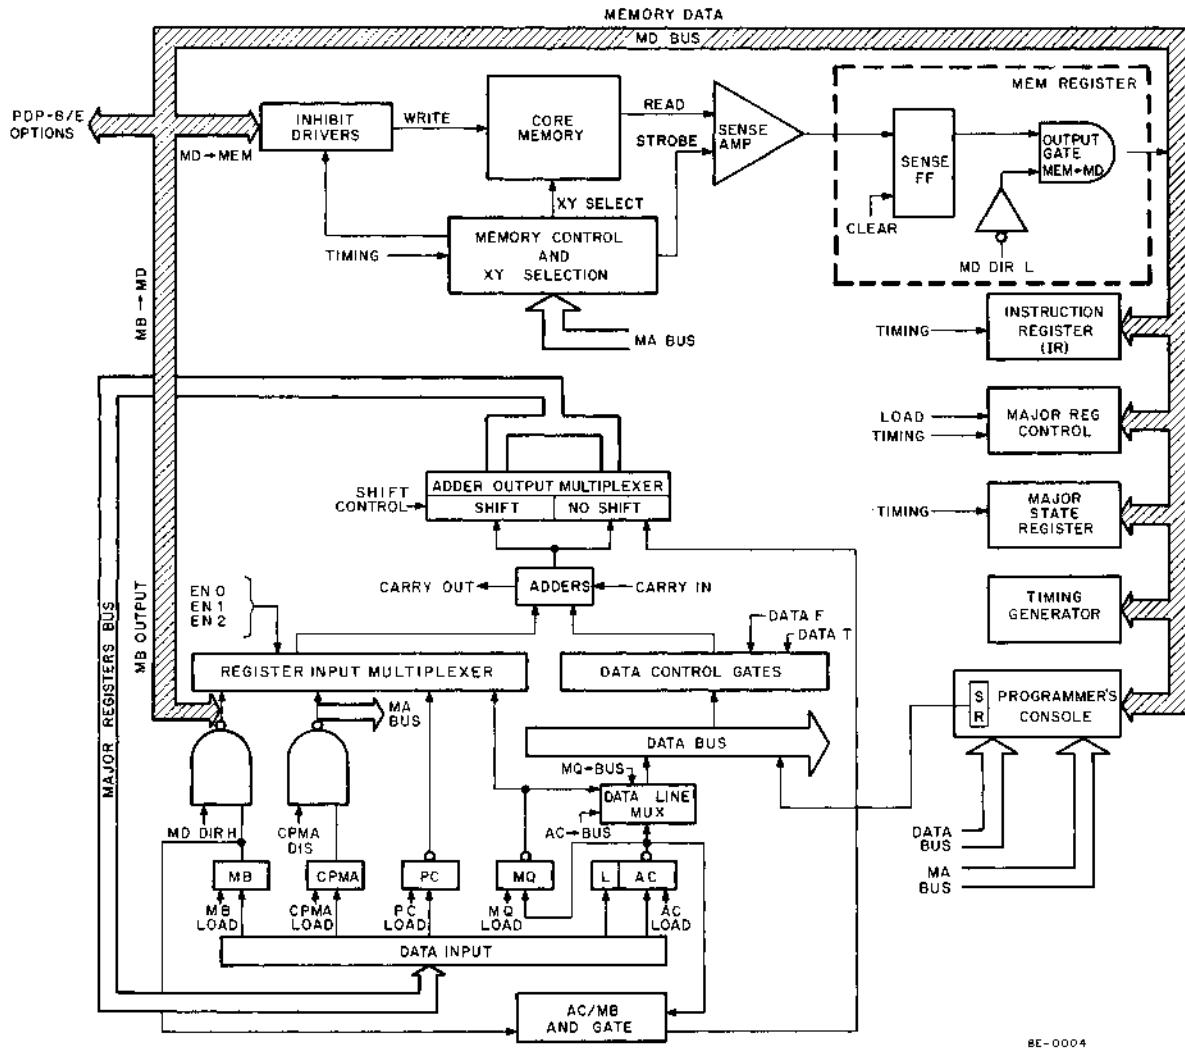 MEMORY DATA
MD BUS
MEM REGISTER
PDP-8/E
OPTIONS
INHIBIT
DRIVERS
WRITE
CORE
MEMORY
READ
STROBE
SENSE
AMP
SENSE
FF
OUTPUT
GATE
MEM→MD
MD→MEM
XY SELECT
CLEAR
MD DIR L
TIMING
MEMORY CONTROL
AND
XY SELECTION
MB→MD
MA BUS
TIMING
INSTRUCTION
REGISTER
(IR)
LOAD
TIMING
MAJOR REG
CONTROL
SHIFT
CONTROL
ADDER OUTPUT MULTIPLEXER
SHIFT
NO SHIFT
TIMING
MAJOR
STATE
REGISTER
CARRY OUT
ADDERS
CARRY IN
TIMING
GENERATOR
EN 0
EN 1
EN 2
DATA F
DATA T
MAJOR REGISTERS BUS
MB OUTPUT
REGISTER INPUT MULTIPLEXER
DATA CONTROL GATES
S
R
PROGRAMMER'S
CONSOLE
MA
BUS
DATA BUS
MQ→BUS
DATA LINE
MUX
AC→BUS
MD DIR H
CPMA
DIS
DATA
BUS
MA
BUS
MB
CPMA
PC
MQ
L
AC
MB
LOAD
CPMA
LOAD
PC
LOAD
MQ
LOAD
AC
LOAD
DATA INPUT
AC/MB
AND GATE
8E-0004